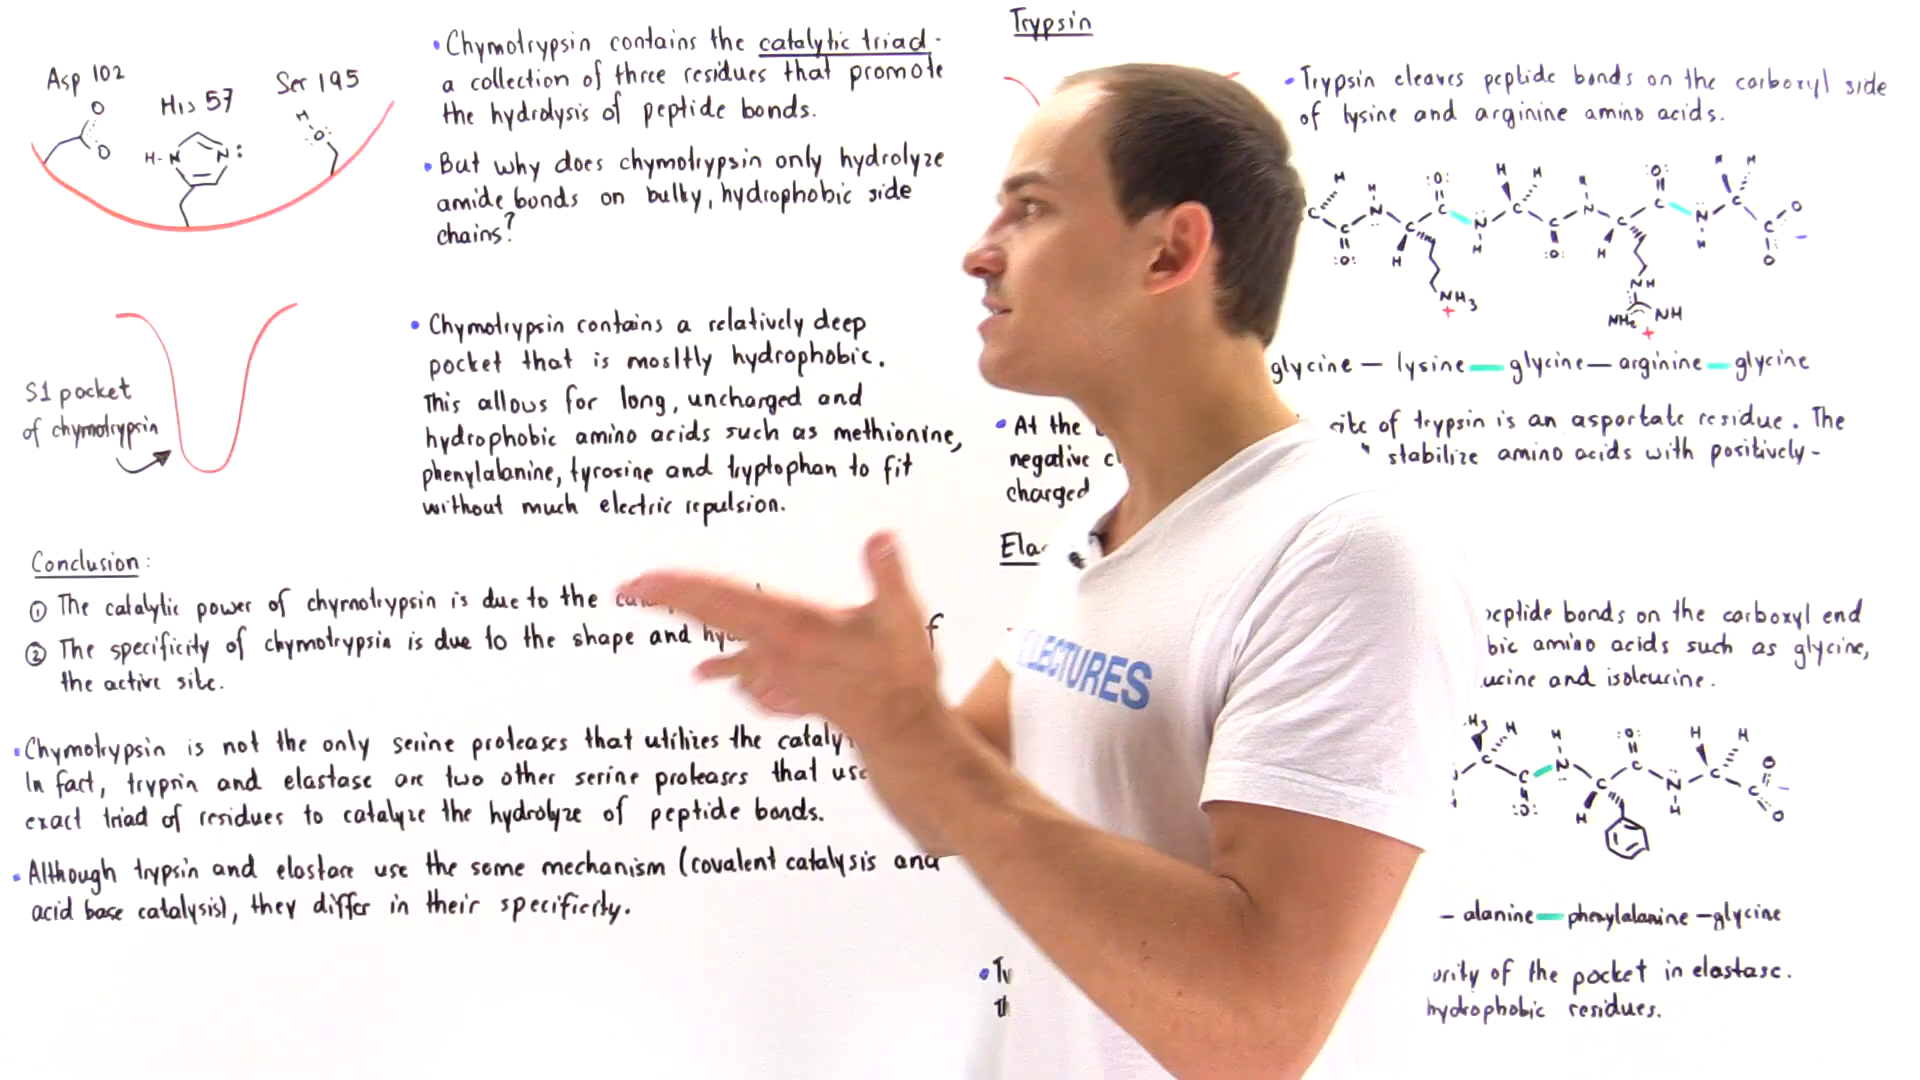 Asp 102
His 57
Ser 195
• Chymotrypsin contains the catalytic triad -
a collection of three residues that promote
the hydrolysis of peptide bonds.
• But why does chymotrypsin only hydrolyze
amide bonds on bulky, hydrophobic side
chains?
S1 pocket
of chymotrypsin
• Chymotrypsin contains a relatively deep
pocket that is mosltly hydrophobic.
This allows for long, uncharged and
hydrophobic amino acids such as methionine,
phenylalanine, tyrosine and tryptophan to fit
without much electric repulsion.
Conclusion:
① The catalytic power of chymotrypsin is due to the
② The specificity of chymotrypsin is due to the shape and
the active site.
• Chymotrypsin is not the only serine proteases that utilizes the
In fact, trypsin and elastase are two other serine proteases that use
exact triad of residues to catalyze the hydrolyze of peptide bonds.
• Although trypsin and elastase use the same mechanism (covalent catalysis and
acid base catalysis), they differ in their specificity.
Trypsin
• Trypsin cleaves peptide bonds on the carboxyl side
of lysine and arginine amino acids.
glycine - lysine - glycine - arginine - glycine
• At the
of trypsin is an aspartate residue. The
negative
stabilize amino acids with positively-
charged
peptide bonds on the carboxyl end
amino acids such as glycine,
and isoleucine.
- alanine - phenylalanine - glycine
of the pocket in elastase.
hydrophobic residues.
LECTURES